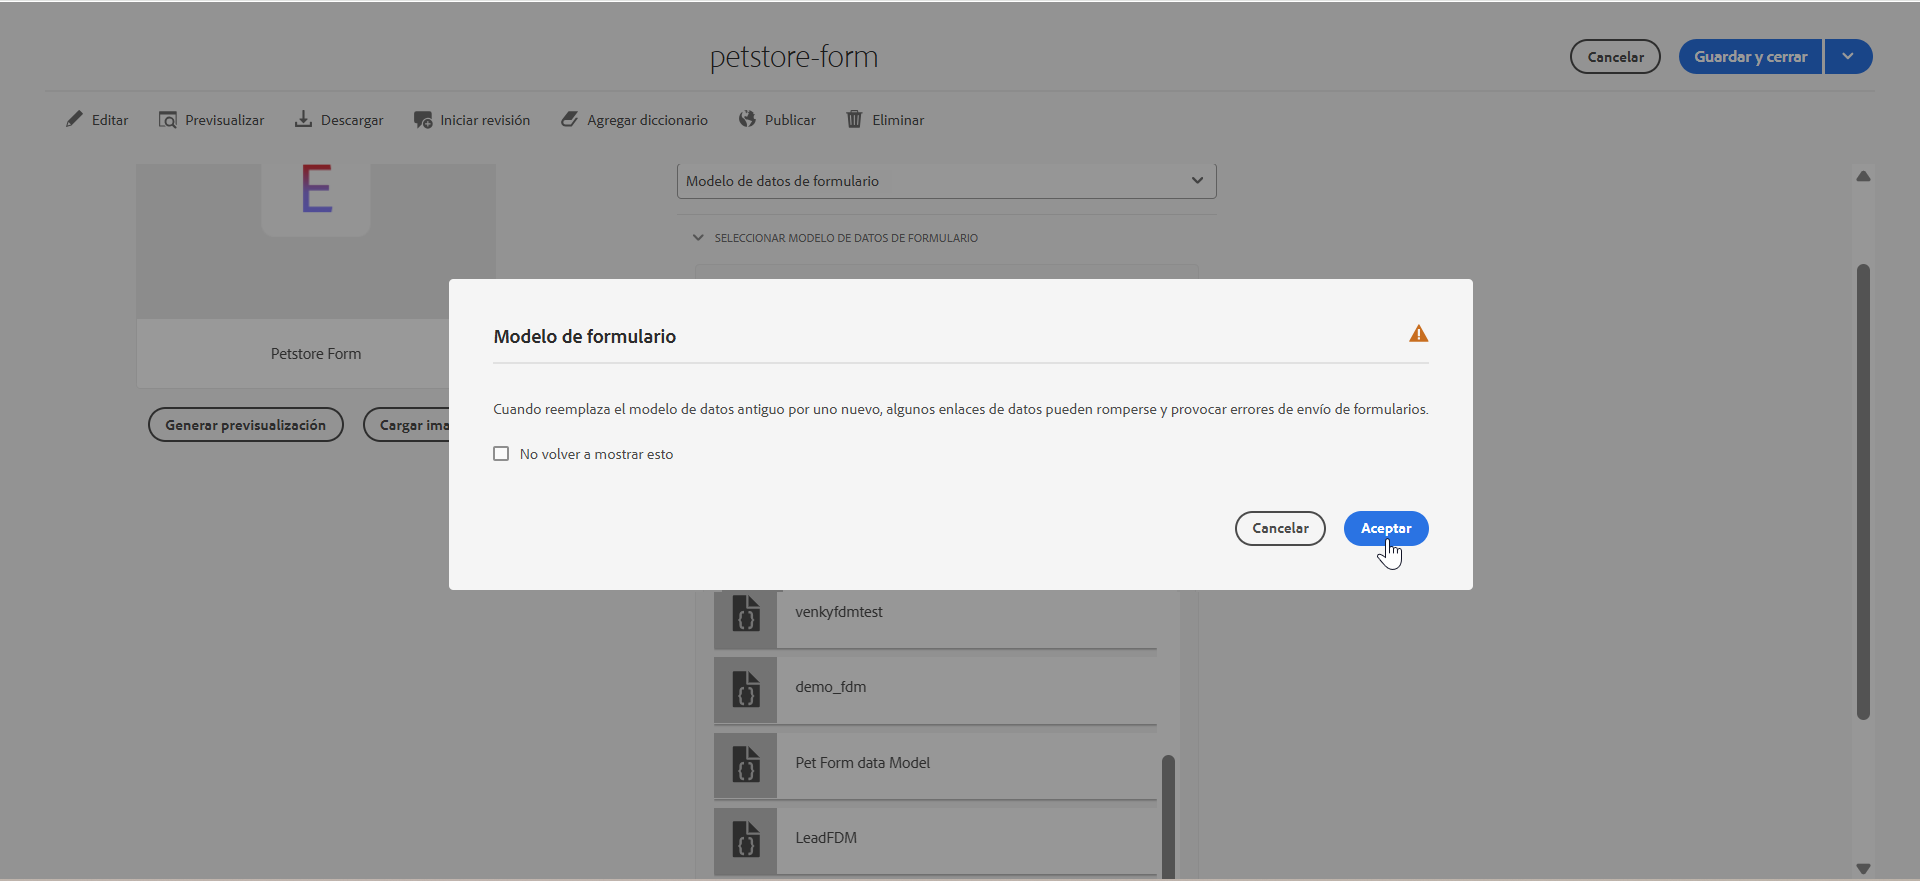 petstore-form
Cancelar
Guardar y cerrar
Editar
Previsualizar
Descargar
Iniciar revisión
Agregar diccionario
Publicar
Eliminar
E
Petstore Form
Generar previsualización
Cargar ima
Modelo de datos de formulario
SELECCIONAR MODELO DE DATOS DE FORMULARIO
Modelo de formulario
Cuando reemplaza el modelo de datos antiguo por uno nuevo, algunos enlaces de datos pueden romperse y provocar errores de envío de formularios.
No volver a mostrar esto
Cancelar
Aceptar
venkyfdmtest
demo_fdm
Pet Form data Model
LeadFDM